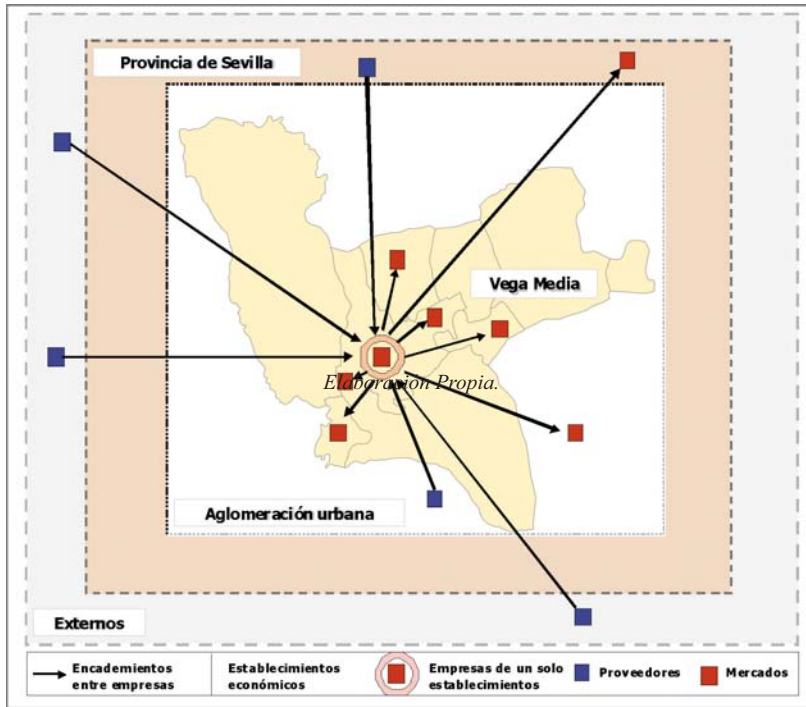 Provincia de Sevilla
Vega Media
Elaboración Propia.
Aglomeración urbana
Externos
Encademientos
entre empresas
Establecimientos
económicos
Empresas de un solo
establecimientos
Proveedores
Mercados